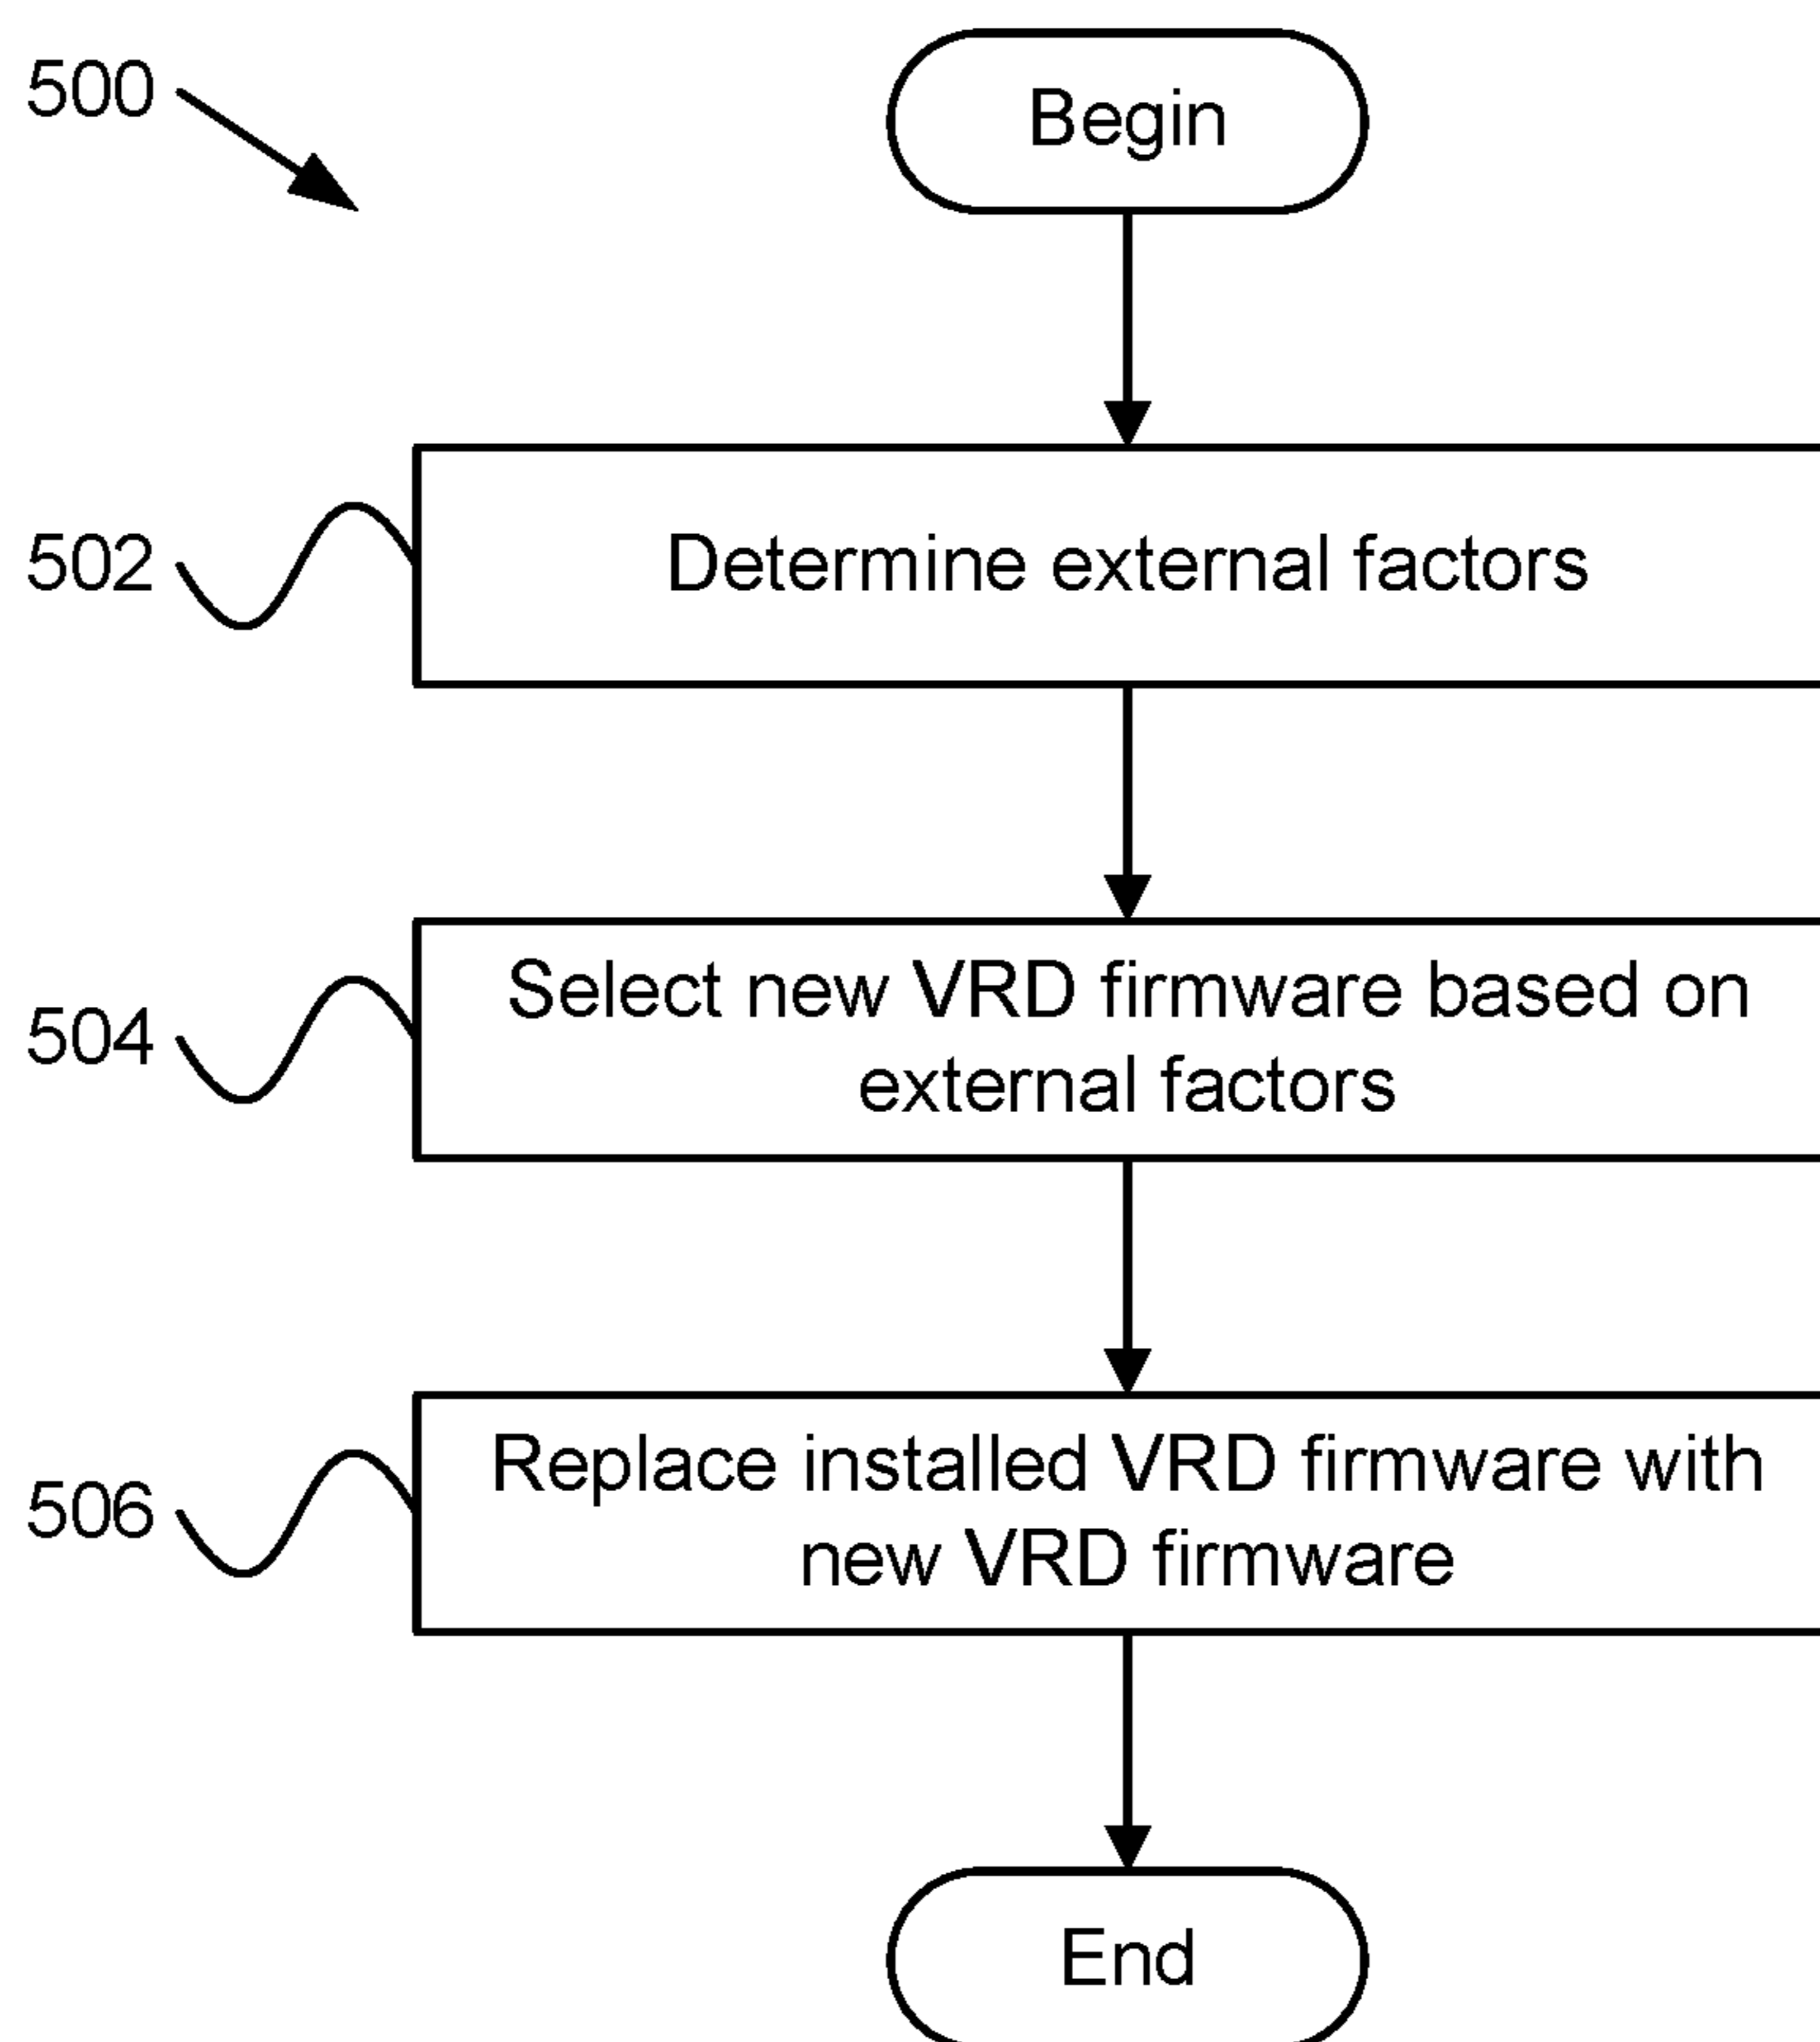 500
Begin
502
Determine external factors
504
Select new VRD firmware based on
external factors
506
Replace installed VRD firmware with
new VRD firmware
End